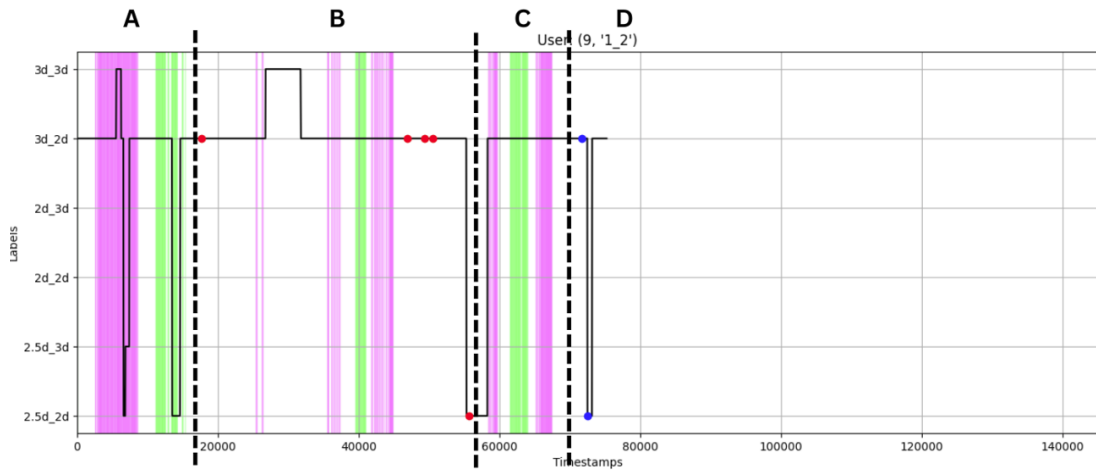 A B C D
User: (9, '1_2')
3d_3d
3d_2d
2d_3d
2d_2d
2.5d_3d
2.5d_2d
Labels
0 20000 40000 60000 80000 100000 120000 140000
Timestamps